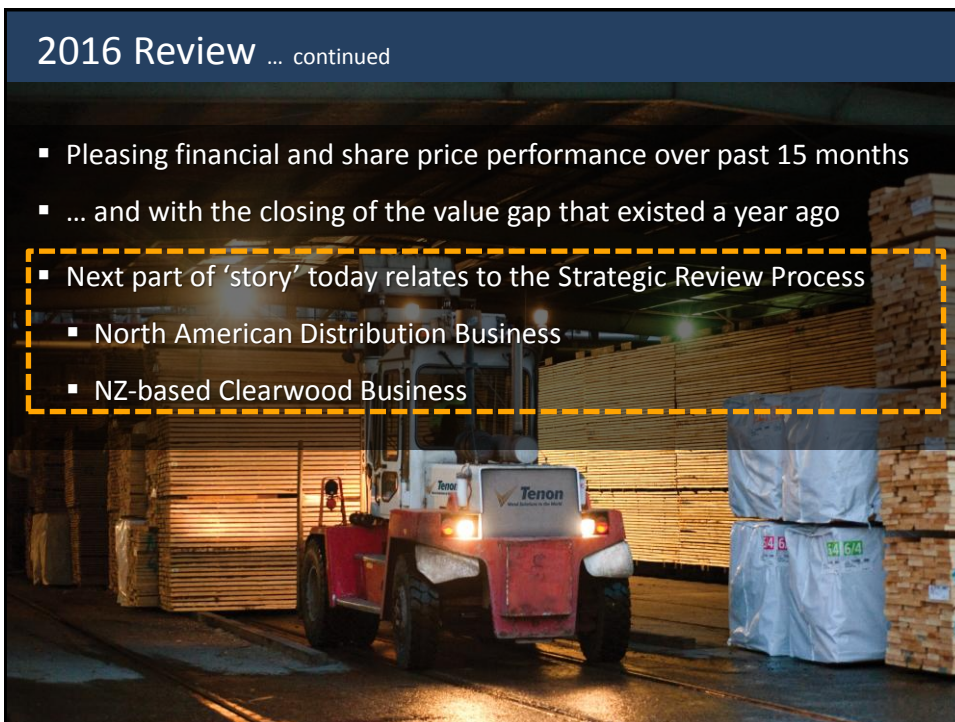 2016 Review ... continued
▪ Pleasing financial and share price performance over past 15 months
▪ … and with the closing of the value gap that existed a year ago
▪ Next part of ‘story’ today relates to the Strategic Review Process
▪ North American Distribution Business
▪ NZ-based Clearwood Business
Tenon
Tenon
6/4
6/4